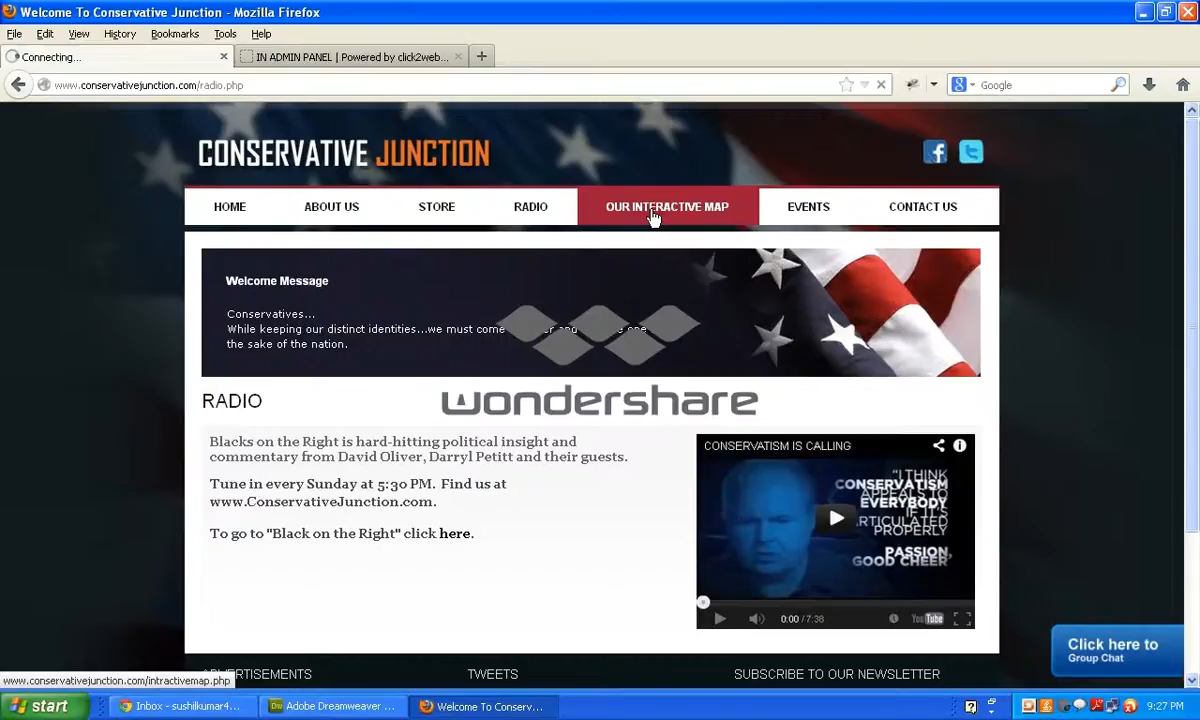 Welcome To Conservative Junction - Mozilla Firefox
File Edit View History Bookmarks Tools Help
Connecting...
IN ADMIN PANEL | Powered by click2web...
www.conservativejunction.com/radio.php
Google
CONSERVATIVE JUNCTION
HOME
ABOUT US
STORE
RADIO
OUR INTERACTIVE MAP
EVENTS
CONTACT US
Welcome Message
Conservatives...
While keeping our distinct identities...we must come
the sake of the nation.
wondershare
RADIO
Blacks on the Right is hard-hitting political insight and
commentary from David Oliver, Darryl Petitt and their guests.
Tune in every Sunday at 5:30 PM. Find us at
www.ConservativeJunction.com.
To go to "Black on the Right" click here.
CONSERVATISM IS CALLING
"I THINK
CONSERVATISM
APPEALS TO
EVERYBODY
IF IT'S
ARTICULATED
PROPERLY
PASSION,
GOOD CHEER
0:00 / 7:38
YouTube
Click here to
Group Chat
www.conservativejunction.com/intractivemap.php
ADVERTISEMENTS
TWEETS
SUBSCRIBE TO OUR NEWSLETTER
start
Inbox - sushilkumar4...
Adobe Dreamweaver ...
Welcome To Conserv...
9:27 PM